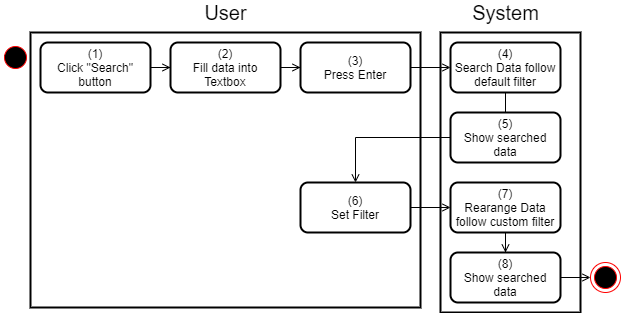 User
System
(1)
Click "Search"
button
(2)
Fill data into
Textbox
(3)
Press Enter
(4)
Search Data follow
default filter
(5)
Show searched
data
(6)
Set Filter
(7)
Rearange Data
follow custom filter
(8)
Show searched
data